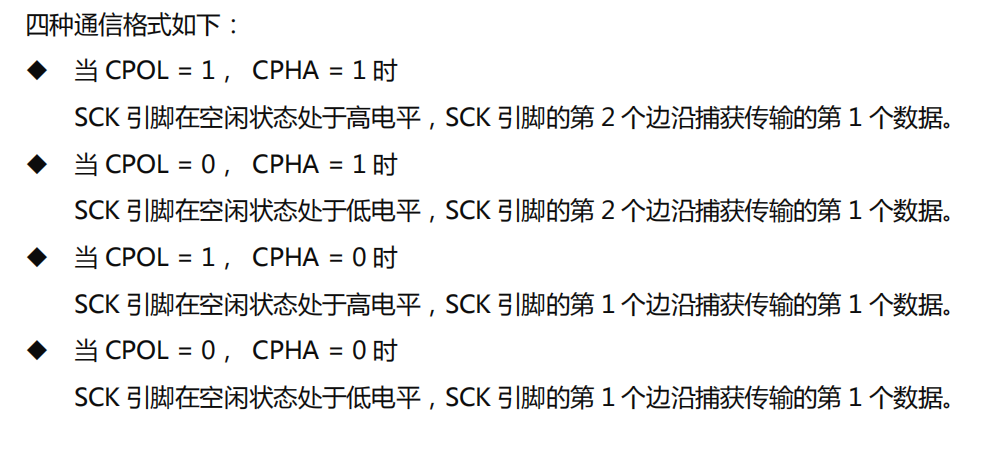 四种通信格式如下：
◆ 当 CPOL = 1， CPHA = 1 时
SCK 引脚在空闲状态处于高电平，SCK 引脚的第 2 个边沿捕获传输的第 1 个数据。
◆ 当 CPOL = 0， CPHA = 1 时
SCK 引脚在空闲状态处于低电平，SCK 引脚的第 2 个边沿捕获传输的第 1 个数据。
◆ 当 CPOL = 1， CPHA = 0 时
SCK 引脚在空闲状态处于高电平，SCK 引脚的第 1 个边沿捕获传输的第 1 个数据。
◆ 当 CPOL = 0， CPHA = 0 时
SCK 引脚在空闲状态处于低电平，SCK 引脚的第 1 个边沿捕获传输的第 1 个数据。